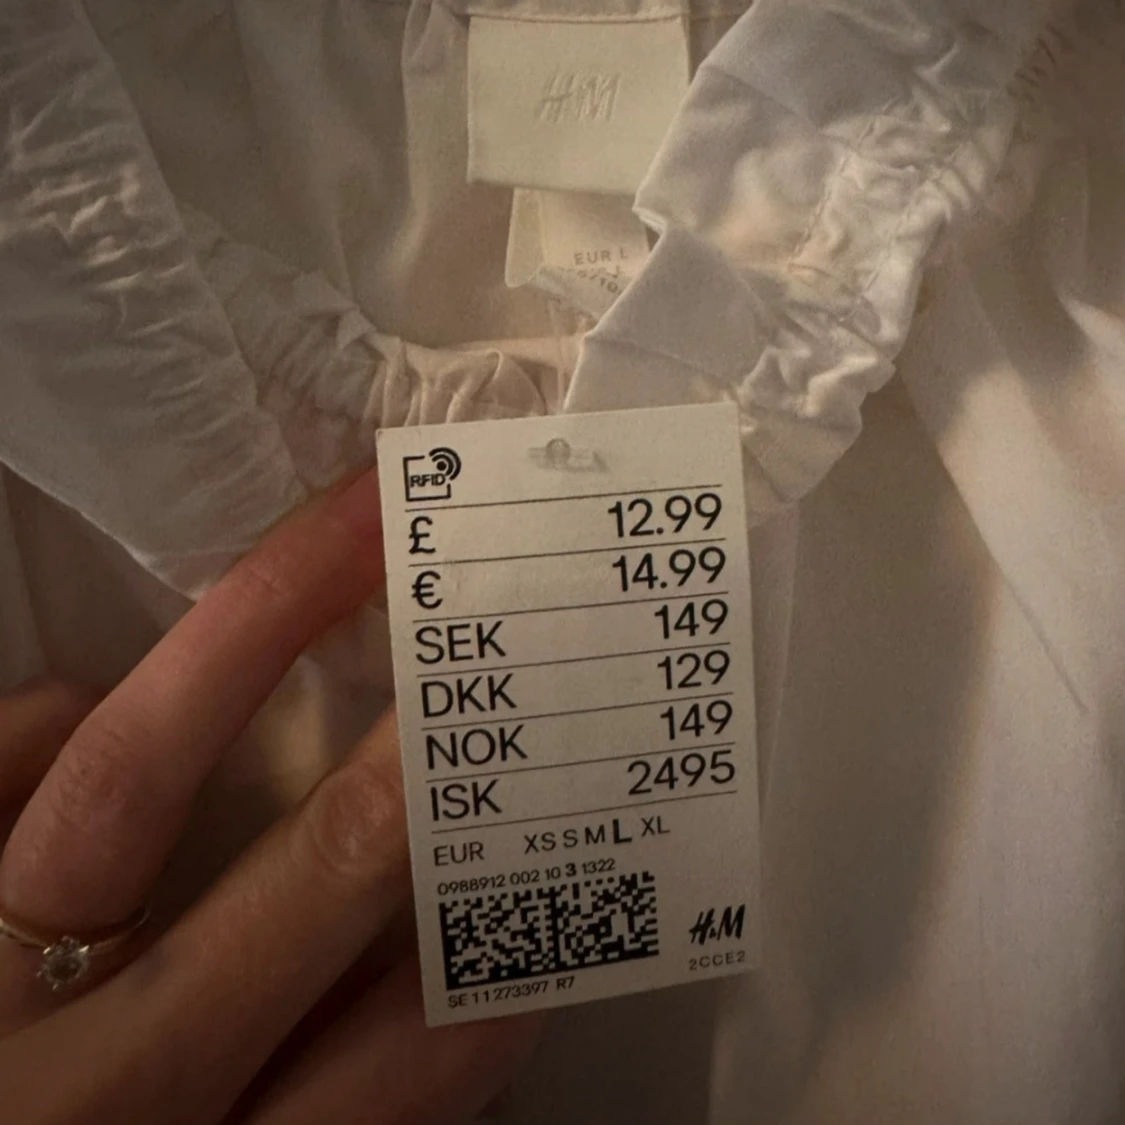 H&M
EUR L
RFID
£ 12.99
€ 14.99
SEK 149
DKK 129
NOK 149
ISK 2495
EUR XS S M L XL
0988912 002 10 3 1322
H&M
2CCE2
SE11273397 R7